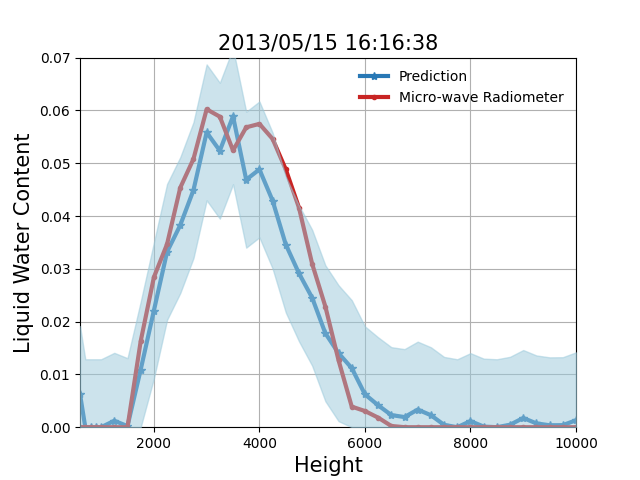 2013/05/15 16:16:38
0.07
0.06
0.05
0.04
0.03
0.02
0.01
0.00
Liquid Water Content
Prediction
Micro-wave Radiometer
2000 4000 6000 8000 10000
Height